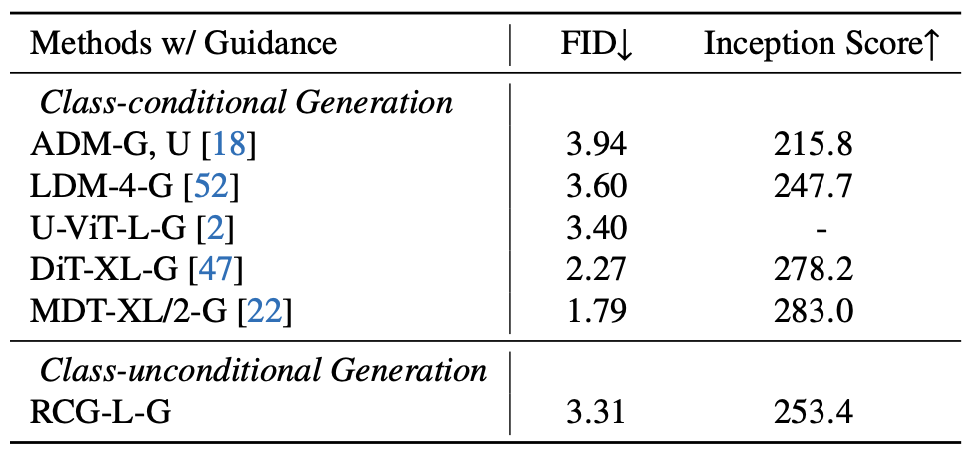 Methods w/ Guidance FID↓ Inception Score↑
Class-conditional Generation
ADM-G, U [18] 3.94 215.8
LDM-4-G [52] 3.60 247.7
U-ViT-L-G [2] 3.40 -
DiT-XL-G [47] 2.27 278.2
MDT-XL/2-G [22] 1.79 283.0
Class-unconditional Generation
RCG-L-G 3.31 253.4